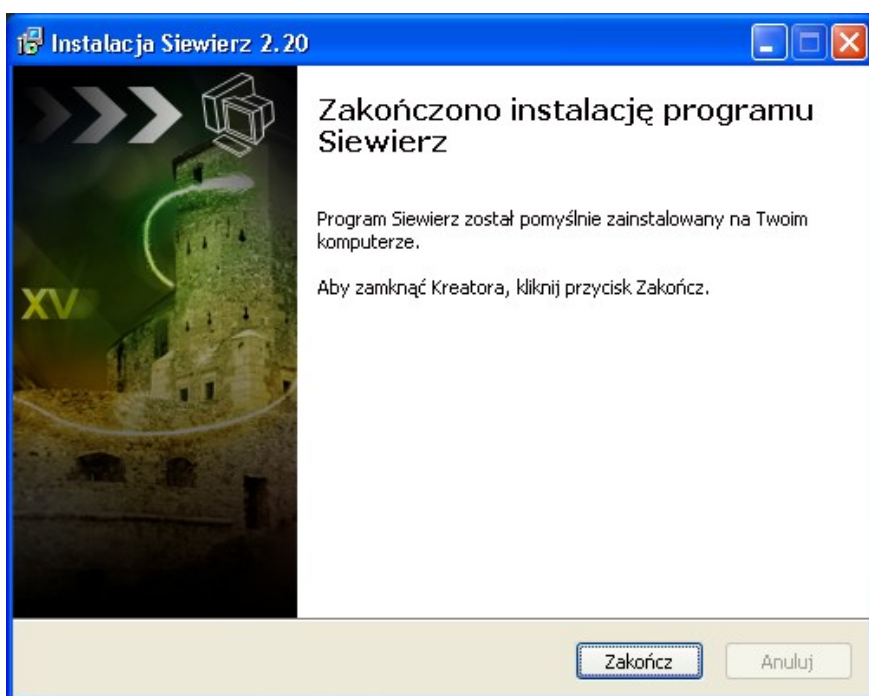 Instalacja Siewierz 2.20
Zakończono instalację programu
Siewierz
Program Siewierz został pomyślnie zainstalowany na Twoim
komputerze.
Aby zamknąć Kreatora, kliknij przycisk Zakończ.
XV
Zakończ
Anuluj